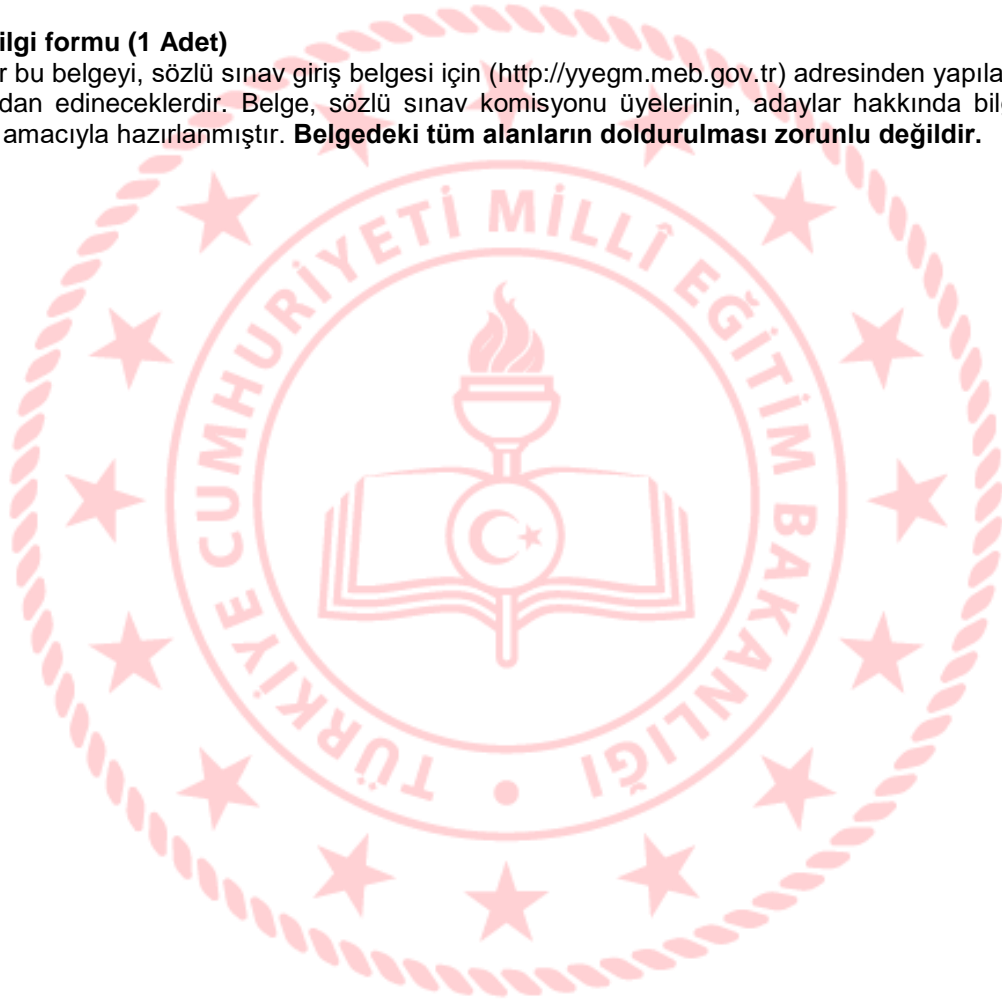 ilgi formu (1 Adet)
r bu belgeyi, sözlü sınav giriş belgesi için (http://yyegm.meb.gov.tr) adresinden yapıla
dan edineceklerdir. Belge, sözlü sınav komisyonu üyelerinin, adaylar hakkında bilg
amacıyla hazırlanmıştır. Belgedeki tüm alanların doldurulması zorunlu değildir.
TÜRKİYE CUMHURİYETİ MİLLÎ EĞİTİM BAKANLIĞI